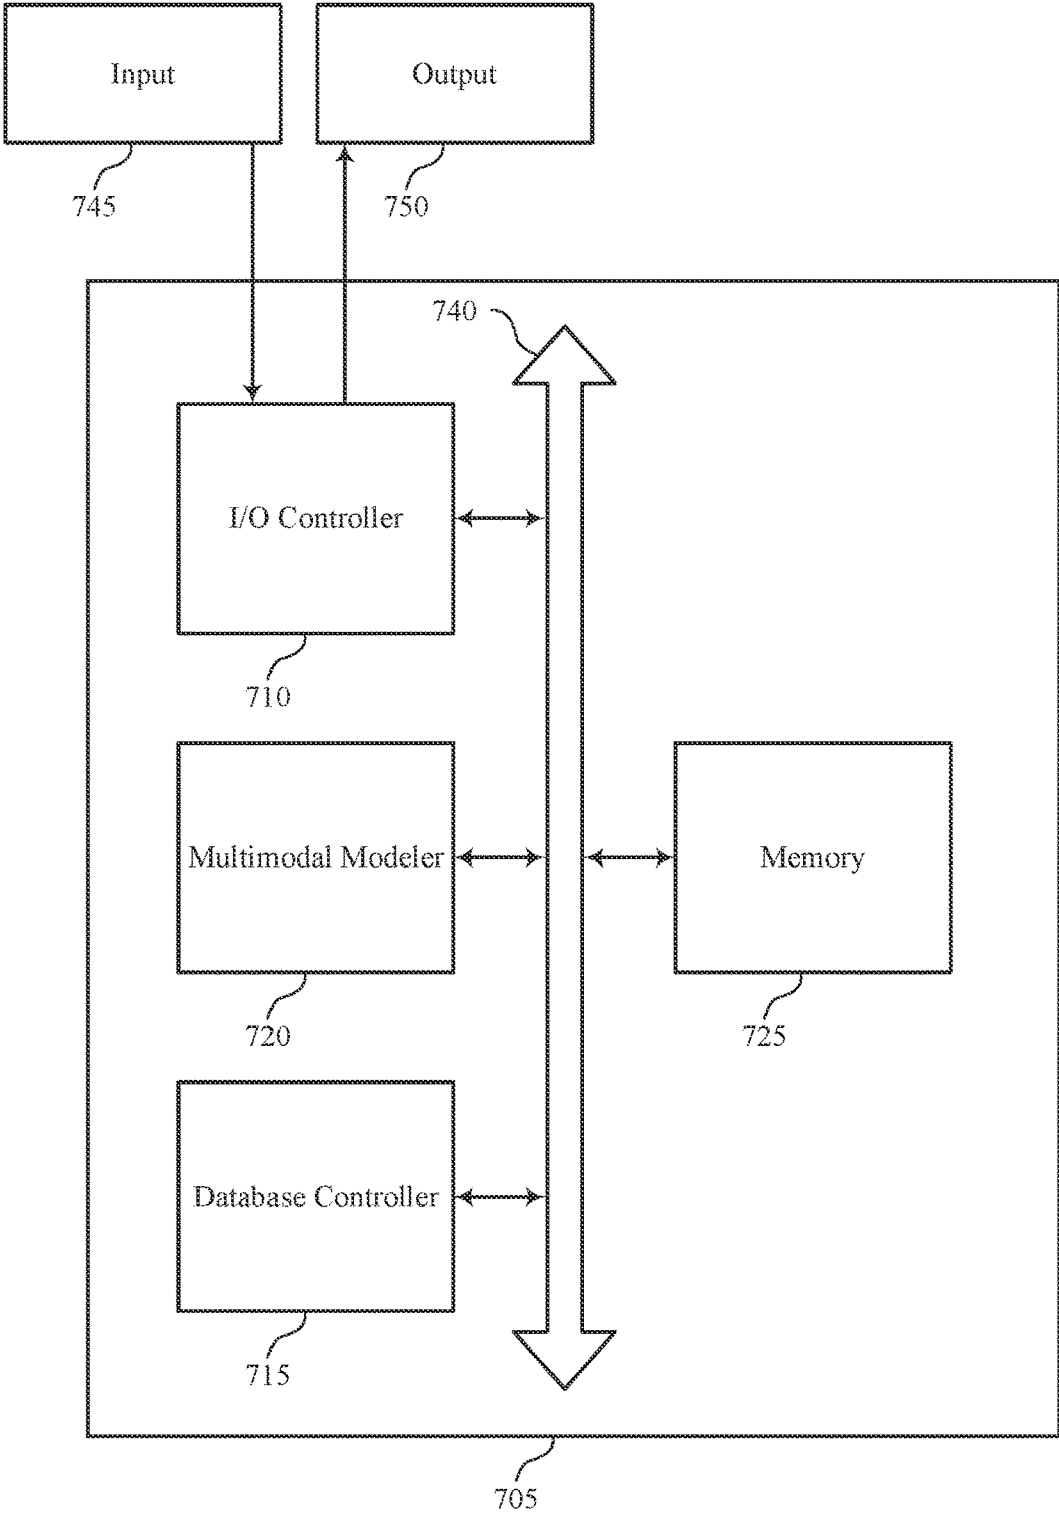 Input
Output
745
750
740
I/O Controller
710
Multimodal Modeler
Memory
720
725
Database Controller
715
705